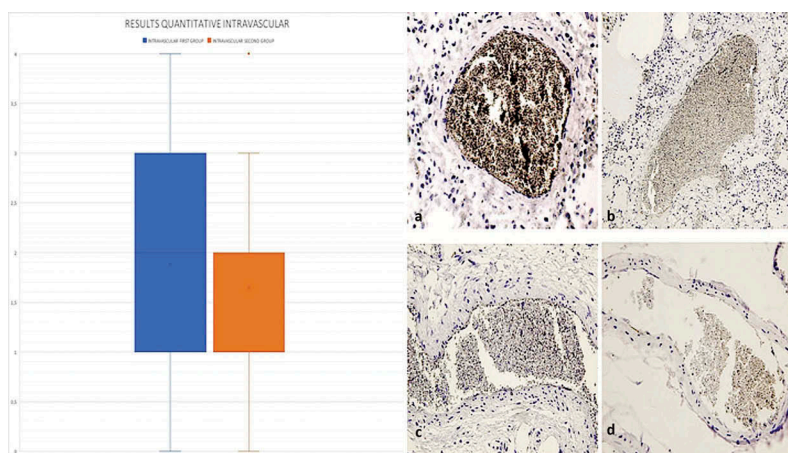 RESULTS QUANTITATIVE INTRAVASCULAR
INTRAVASCULAR FIRST GROUP INTRAVASCULAR SECOND GROUP
4
3,5
3
2,5
2
1,5
1
0,5
0
a
b
c
d